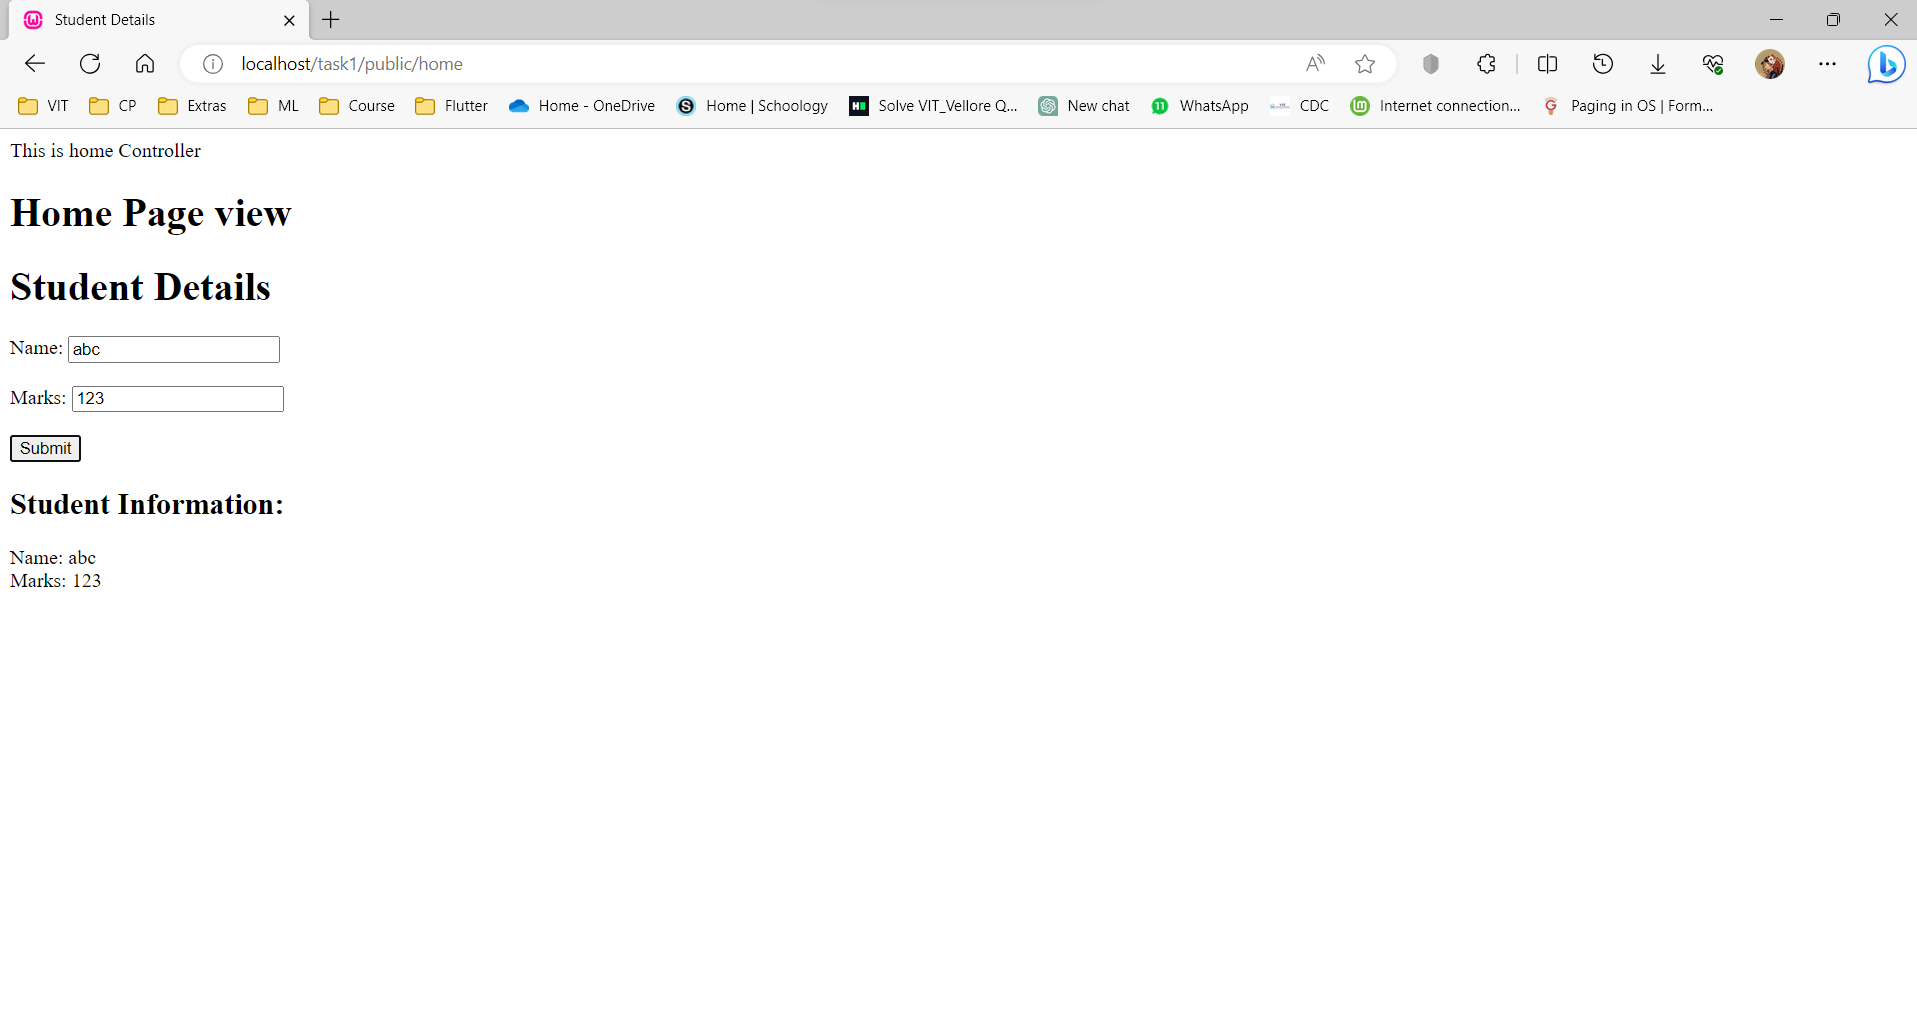 Student Details
localhost/task1/public/home
VIT CP Extras ML Course Flutter Home - OneDrive S Home | Schoology H Solve VIT_Vellore Q... New chat 11 WhatsApp CDC Internet connection... Paging in OS | Form...
This is home Controller
Home Page view
Student Details
Name: abc
Marks: 123
Submit
Student Information:
Name: abc
Marks: 123